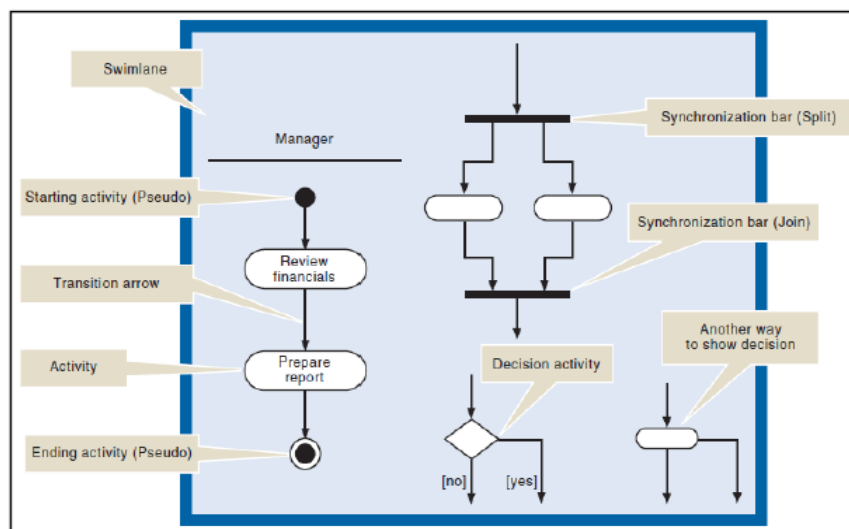 Swimlane
Manager
Starting activity (Pseudo)
Review
financials
Transition arrow
Activity
Prepare
report
Ending activity (Pseudo)
Synchronization bar (Split)
Synchronization bar (Join)
Another way
to show decision
Decision activity
[no]
[yes]